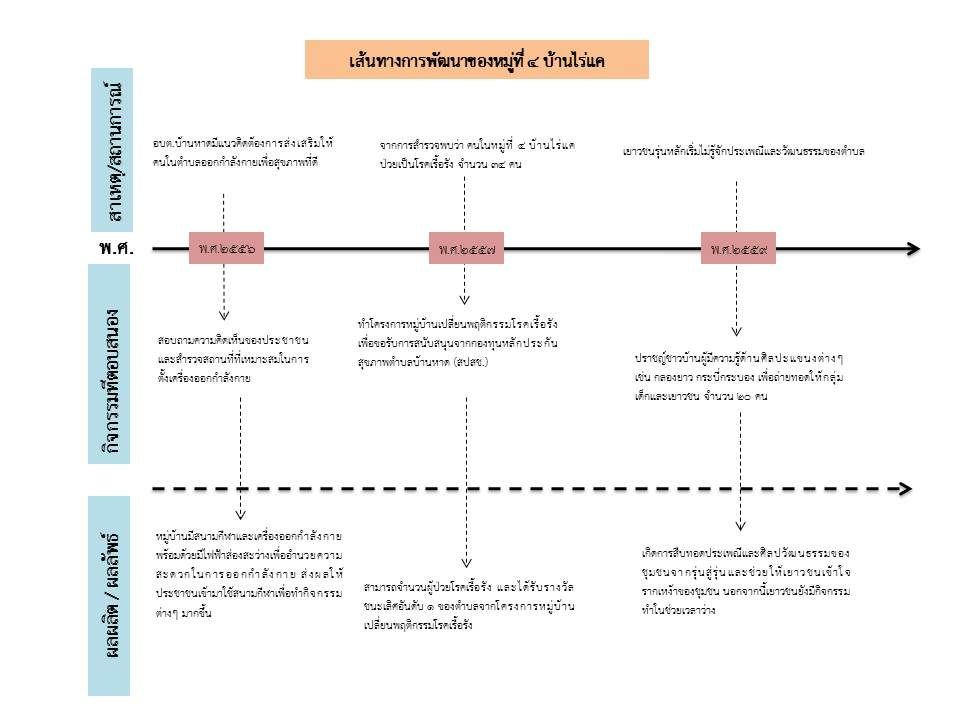 เส้นทางการพัฒนาของหมู่ที่ ๔ บ้านไร่แค
สาเหตุ/สถานการณ์
อบต.บ้านหาดมีแนวคิดต้องการส่งเสริมให้
คนในตำบลออกกำลังกายเพื่อสุขภาพที่ดี
จากการสำรวจพบว่า คนในหมู่ที่ ๔ บ้านไร่แค
ป่วยเป็นโรคเรื้อรัง จำนวน ๓๔ คน
เยาวชนรุ่นหลักเริ่มไม่รู้จักประเพณีและวัฒนธรรมของตำบล
พ.ศ.
พ.ศ.๒๕๕๖
พ.ศ.๒๕๕๗
พ.ศ.๒๕๕๙
กิจกรรมที่ตอบสนอง
สอบถามความคิดเห็นของประชาชน
และสำรวจสถานที่ที่เหมาะสมในการ
ตั้งเครื่องออกกำลังกาย
ทำโครงการหมู่บ้านเปลี่ยนพฤติกรรมโรคเรื้อรัง
เพื่อขอรับการสนับสนุนจากกองทุนหลักประกัน
สุขภาพตำบลบ้านหาด (สปสช.)
ปราชญ์ชาวบ้านผู้มีความรู้ด้านศิลปะแขนงต่างๆ
เช่น กลองยาว กระบี่กระบอง เพื่อถ่ายทอดให้กลุ่ม
เด็กและเยาวชน จำนวน ๒๐ คน
ผลผลิต / ผลลัพธ์
หมู่บ้านมีสนามกีฬาและเครื่องออกกำลังกาย
พร้อมด้วยมีไฟฟ้าส่องสว่างเพื่ออำนวยความ
สะดวกในการออกกำลังกาย ส่งผลให้
ประชาชนเข้ามาใช้สนามกีฬาเพื่อทำกิจกรรม
ต่างๆ มากขึ้น
สามารถจำนวนผู้ป่วยโรคเรื้อรัง และได้รับรางวัล
ชนะเลิศอันดับ ๑ ของตำบลจากโครงการหมู่บ้าน
เปลี่ยนพฤติกรรมโรคเรื้อรัง
เกิดการสืบทอดประเพณีและศิลปวัฒนธรรมของ
ชุมชนจากรุ่นสู่รุ่นและช่วยให้เยาวชนเข้าใจ
รากเหง้าของชุมชน นอกจากนี้เยาวชนยังมีกิจกรรม
ทำในช่วงเวลาว่าง